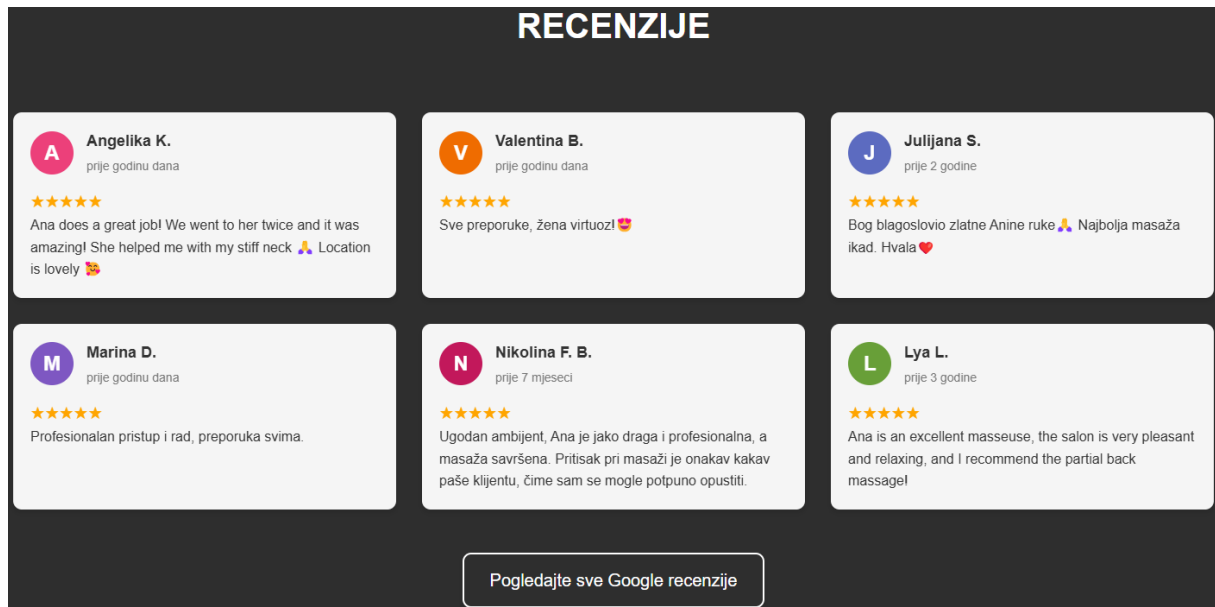 RECENZIJE
A
Angelika K.
prije godinu dana
★★★★★
Ana does a great job! We went to her twice and it was
amazing! She helped me with my stiff neck 🙏 Location
is lovely 🥰
V
Valentina B.
prije godinu dana
★★★★★
Sve preporuke, žena virtuoz!😍
J
Julijana S.
prije 2 godine
★★★★★
Bog blagoslovio zlatne Anine ruke🙏 Najbolja masaža
ikad. Hvala❤️
M
Marina D.
prije godinu dana
★★★★★
Profesionalan pristup i rad, preporuka svima.
N
Nikolina F. B.
prije 7 mjeseci
★★★★★
Ugodan ambijent, Ana je jako draga i profesionalna, a
masaža savršena. Pritisak pri masaži je onakav kakav
paše klijentu, čime sam se mogle potpuno opustiti.
L
Lya L.
prije 3 godine
★★★★★
Ana is an excellent masseuse, the salon is very pleasant
and relaxing, and I recommend the partial back
massage!
Pogledajte sve Google recenzije